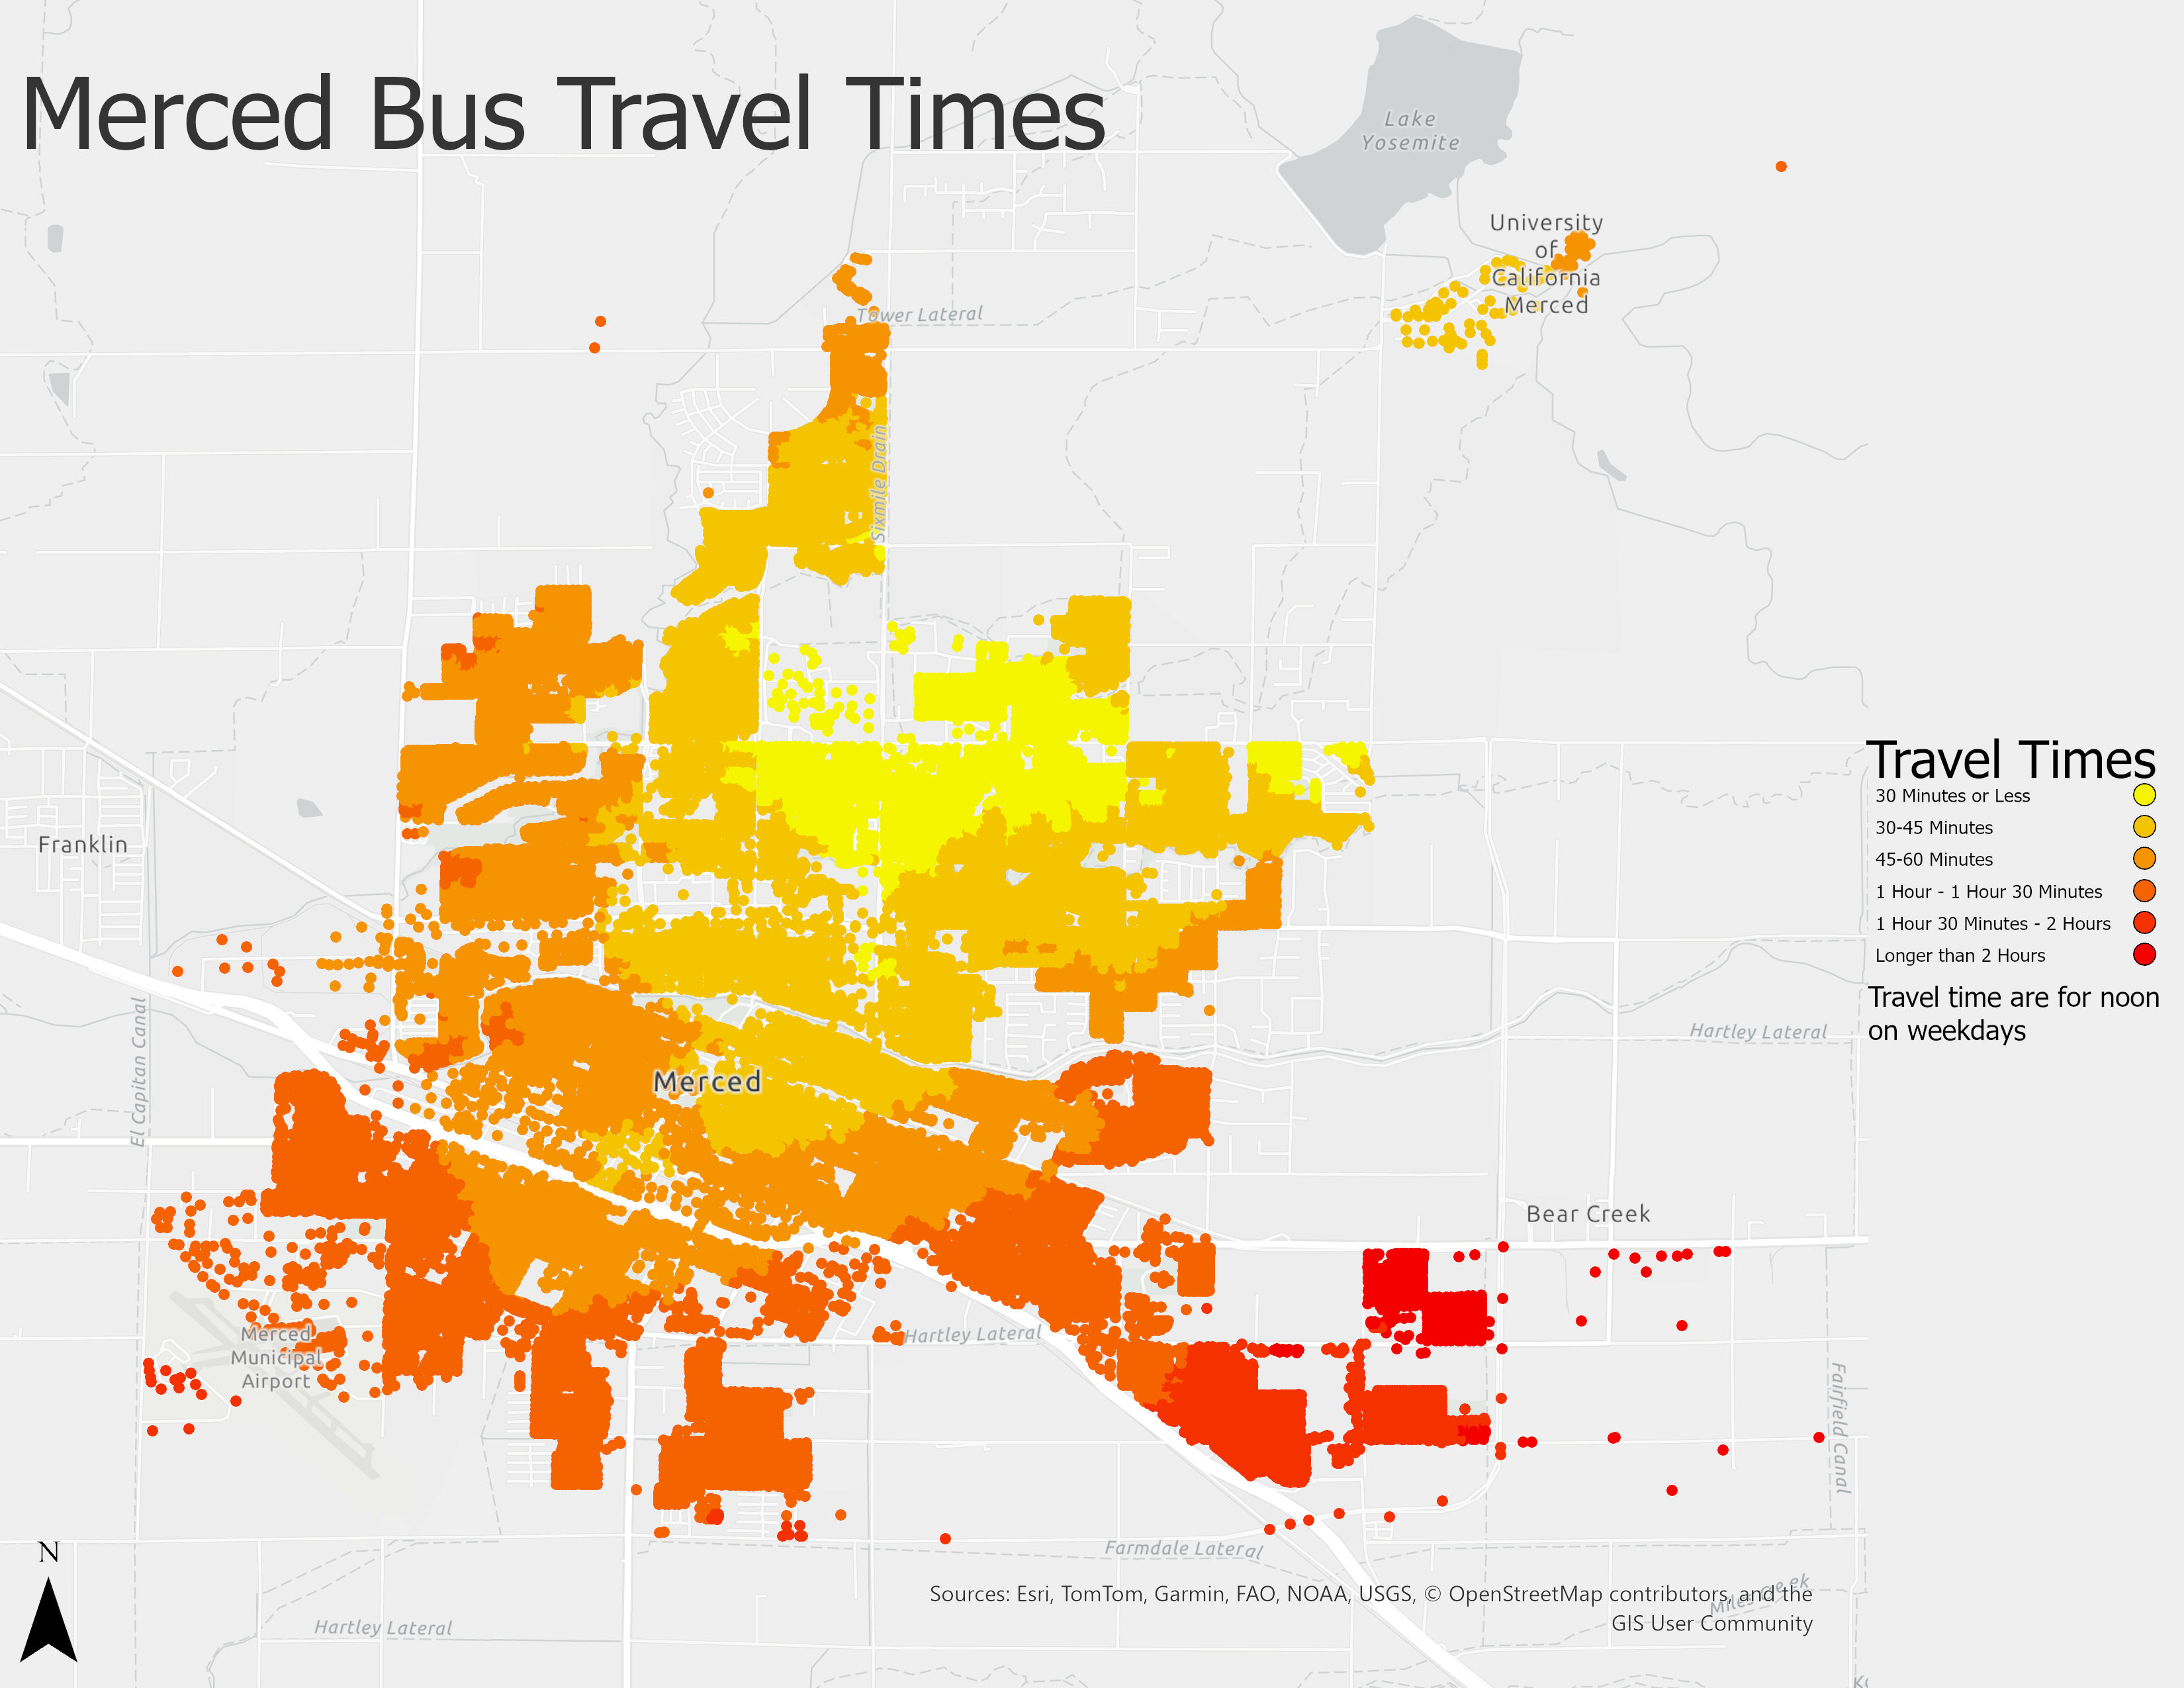 Merced Bus Travel Times
Lake
Yosemite
University
of
California
Merced
Tower Lateral
Sixmile Drain
Franklin
Travel Times
30 Minutes or Less
30-45 Minutes
45-60 Minutes
1 Hour - 1 Hour 30 Minutes
1 Hour 30 Minutes - 2 Hours
Longer than 2 Hours
Travel time are for noon
on weekdays
El Capitan Canal
Hartley Lateral
Merced
Bear Creek
Merced
Municipal
Airport
Hartley Lateral
Fairfield Canal
N
Farmdale Lateral
Sources: Esri, TomTom, Garmin, FAO, NOAA, USGS, © OpenStreetMap contributors, and the
GIS User Community
Miles Creek
Hartley Lateral